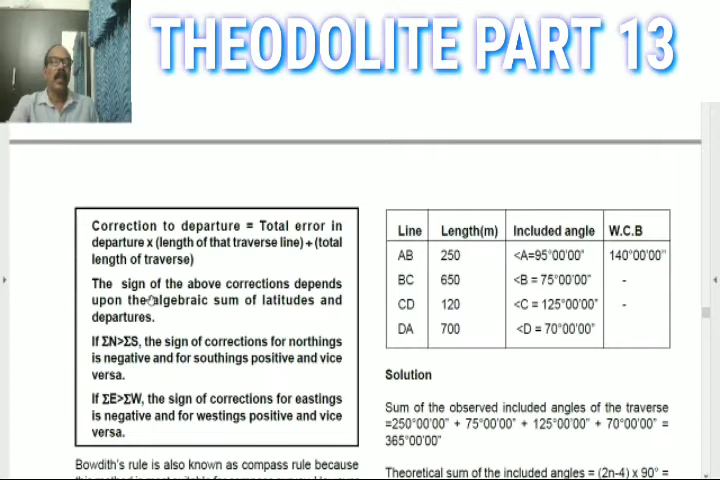 THEODOLITE PART 13
Correction to departure = Total error in
departure x (length of that traverse line) ÷ (total
length of traverse)
The sign of the above corrections depends
upon the algebraic sum of latitudes and
departures.
If ΣN>ΣS, the sign of corrections for northings
is negative and for southings positive and vice
versa.
If ΣE>ΣW, the sign of corrections for eastings
is negative and for westings positive and vice
versa.
Bowdith's rule is also known as compass rule because
Line Length(m) Included angle W.C.B
AB 250 <A=95°00'00" 140°00'00"
BC 650 <B = 75°00'00" -
CD 120 <C = 125°00'00" -
DA 700 <D = 70°00'00"
Solution
Sum of the observed included angles of the traverse
=250°00'00" + 75°00'00" + 125°00'00" + 70°00'00" =
365°00'00"
Theoretical sum of the included angles = (2n-4) x 90° =